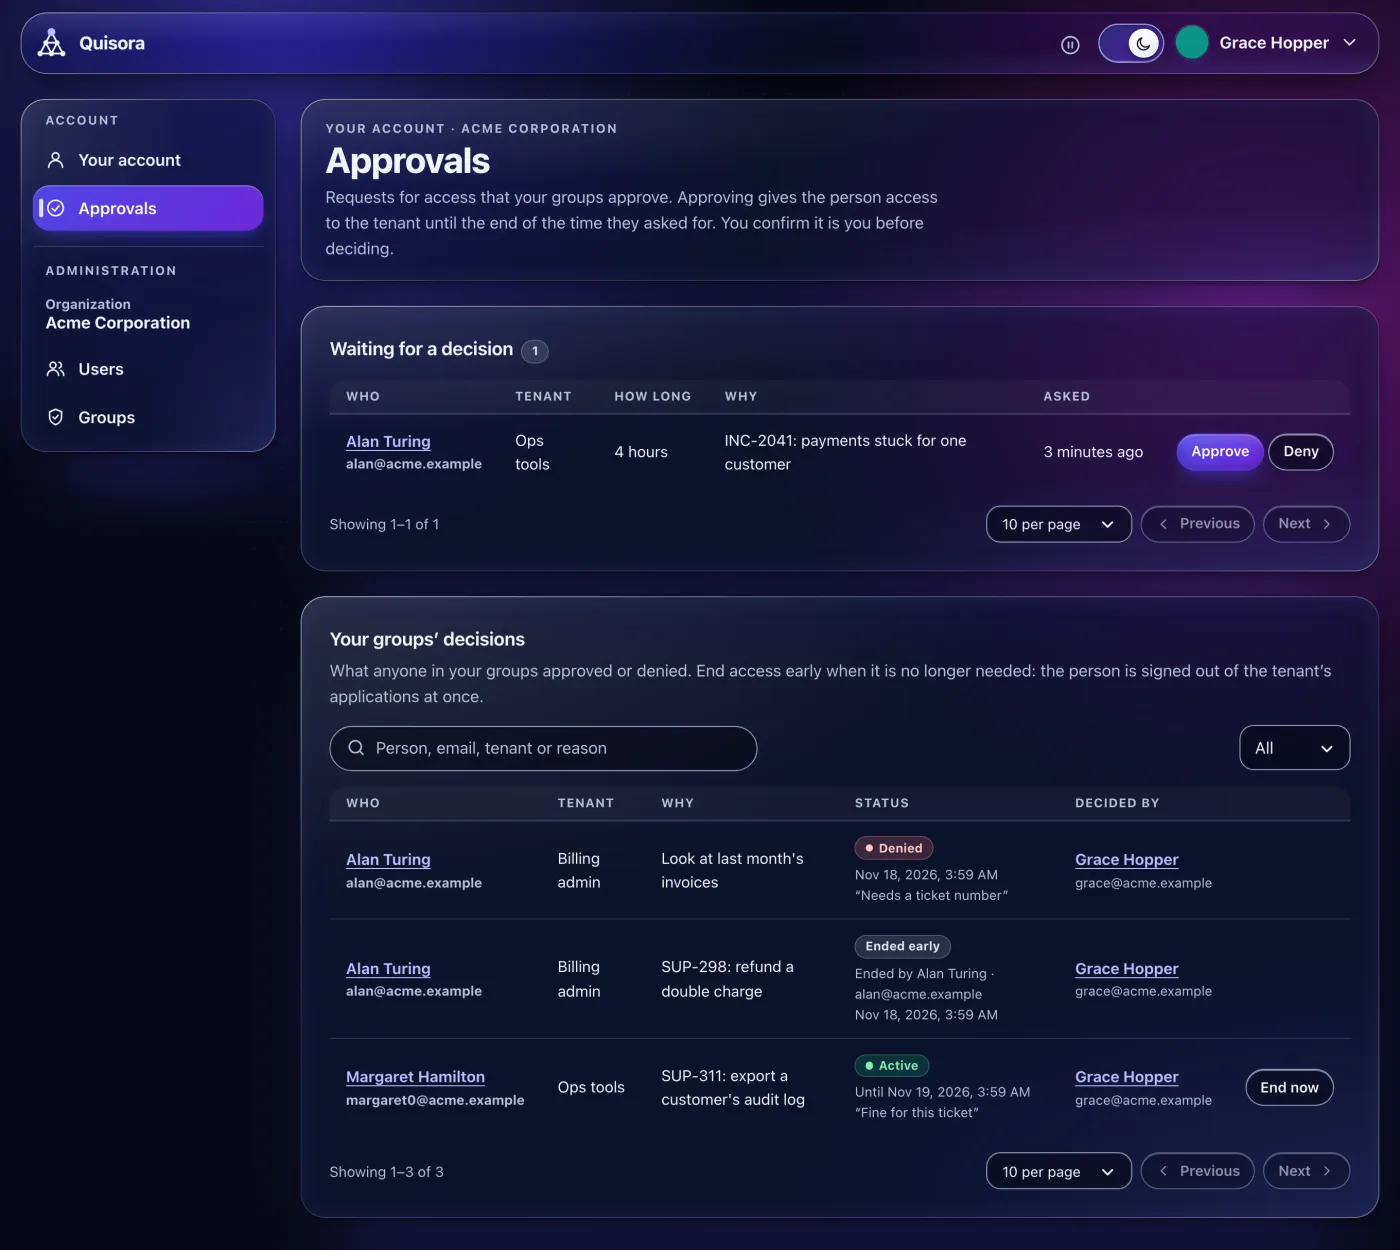 Quisora
Grace Hopper
ACCOUNT
Your account
Approvals
ADMINISTRATION
Organization
Acme Corporation
Users
Groups
YOUR ACCOUNT · ACME CORPORATION
Approvals
Requests for access that your groups approve. Approving gives the person access
to the tenant until the end of the time they asked for. You confirm it is you before
deciding.
Waiting for a decision 1
WHO TENANT HOW LONG WHY ASKED
Alan Turing
alan@acme.example
Ops
tools
4 hours
INC-2041: payments stuck for one
customer
3 minutes ago
Approve Deny
Showing 1–1 of 1
10 per page Previous Next
Your groups’ decisions
What anyone in your groups approved or denied. End access early when it is no longer needed: the person is signed out of the tenant’s
applications at once.
Person, email, tenant or reason
All
WHO TENANT WHY STATUS DECIDED BY
Alan Turing
alan@acme.example
Billing
admin
Look at last month's
invoices
Denied
Nov 18, 2026, 3:59 AM
“Needs a ticket number”
Grace Hopper
grace@acme.example
Alan Turing
alan@acme.example
Billing
admin
SUP-298: refund a
double charge
Ended early
Ended by Alan Turing ·
alan@acme.example
Nov 18, 2026, 3:59 AM
Grace Hopper
grace@acme.example
Margaret Hamilton
margaret0@acme.example
Ops tools
SUP-311: export a
customer's audit log
Active
Until Nov 19, 2026, 3:59 AM
“Fine for this ticket”
Grace Hopper
grace@acme.example
End now
Showing 1–3 of 3
10 per page Previous Next